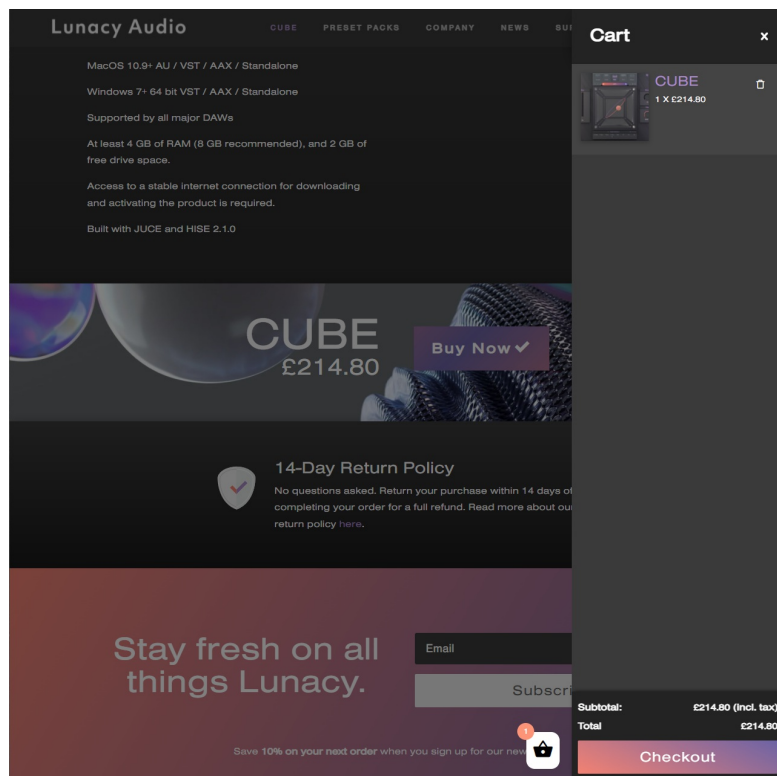 Lunacy Audio
CUBE PRESET PACKS COMPANY NEWS
MacOS 10.9+ AU / VST / AAX / Standalone
Windows 7+ 64 bit VST / AAX / Standalone
Supported by all major DAWs
At least 4 GB of RAM (8 GB recommended), and 2 GB of
free drive space.
Access to a stable internet connection for downloading
and activating the product is required.
Built with JUCE and HISE 2.1.0
CUBE
£214.80
Buy Now
14-Day Return Policy
No questions asked. Return your purchase within 14 days of
completing your order for a full refund. Read more about our
return policy here.
Stay fresh on all
things Lunacy.
Email
Subscri
Save 10% on your next order when you sign up for our new
1
Cart
x
CUBE
1 X £214.80
Subtotal: £214.80 (incl. tax)
Total £214.80
Checkout